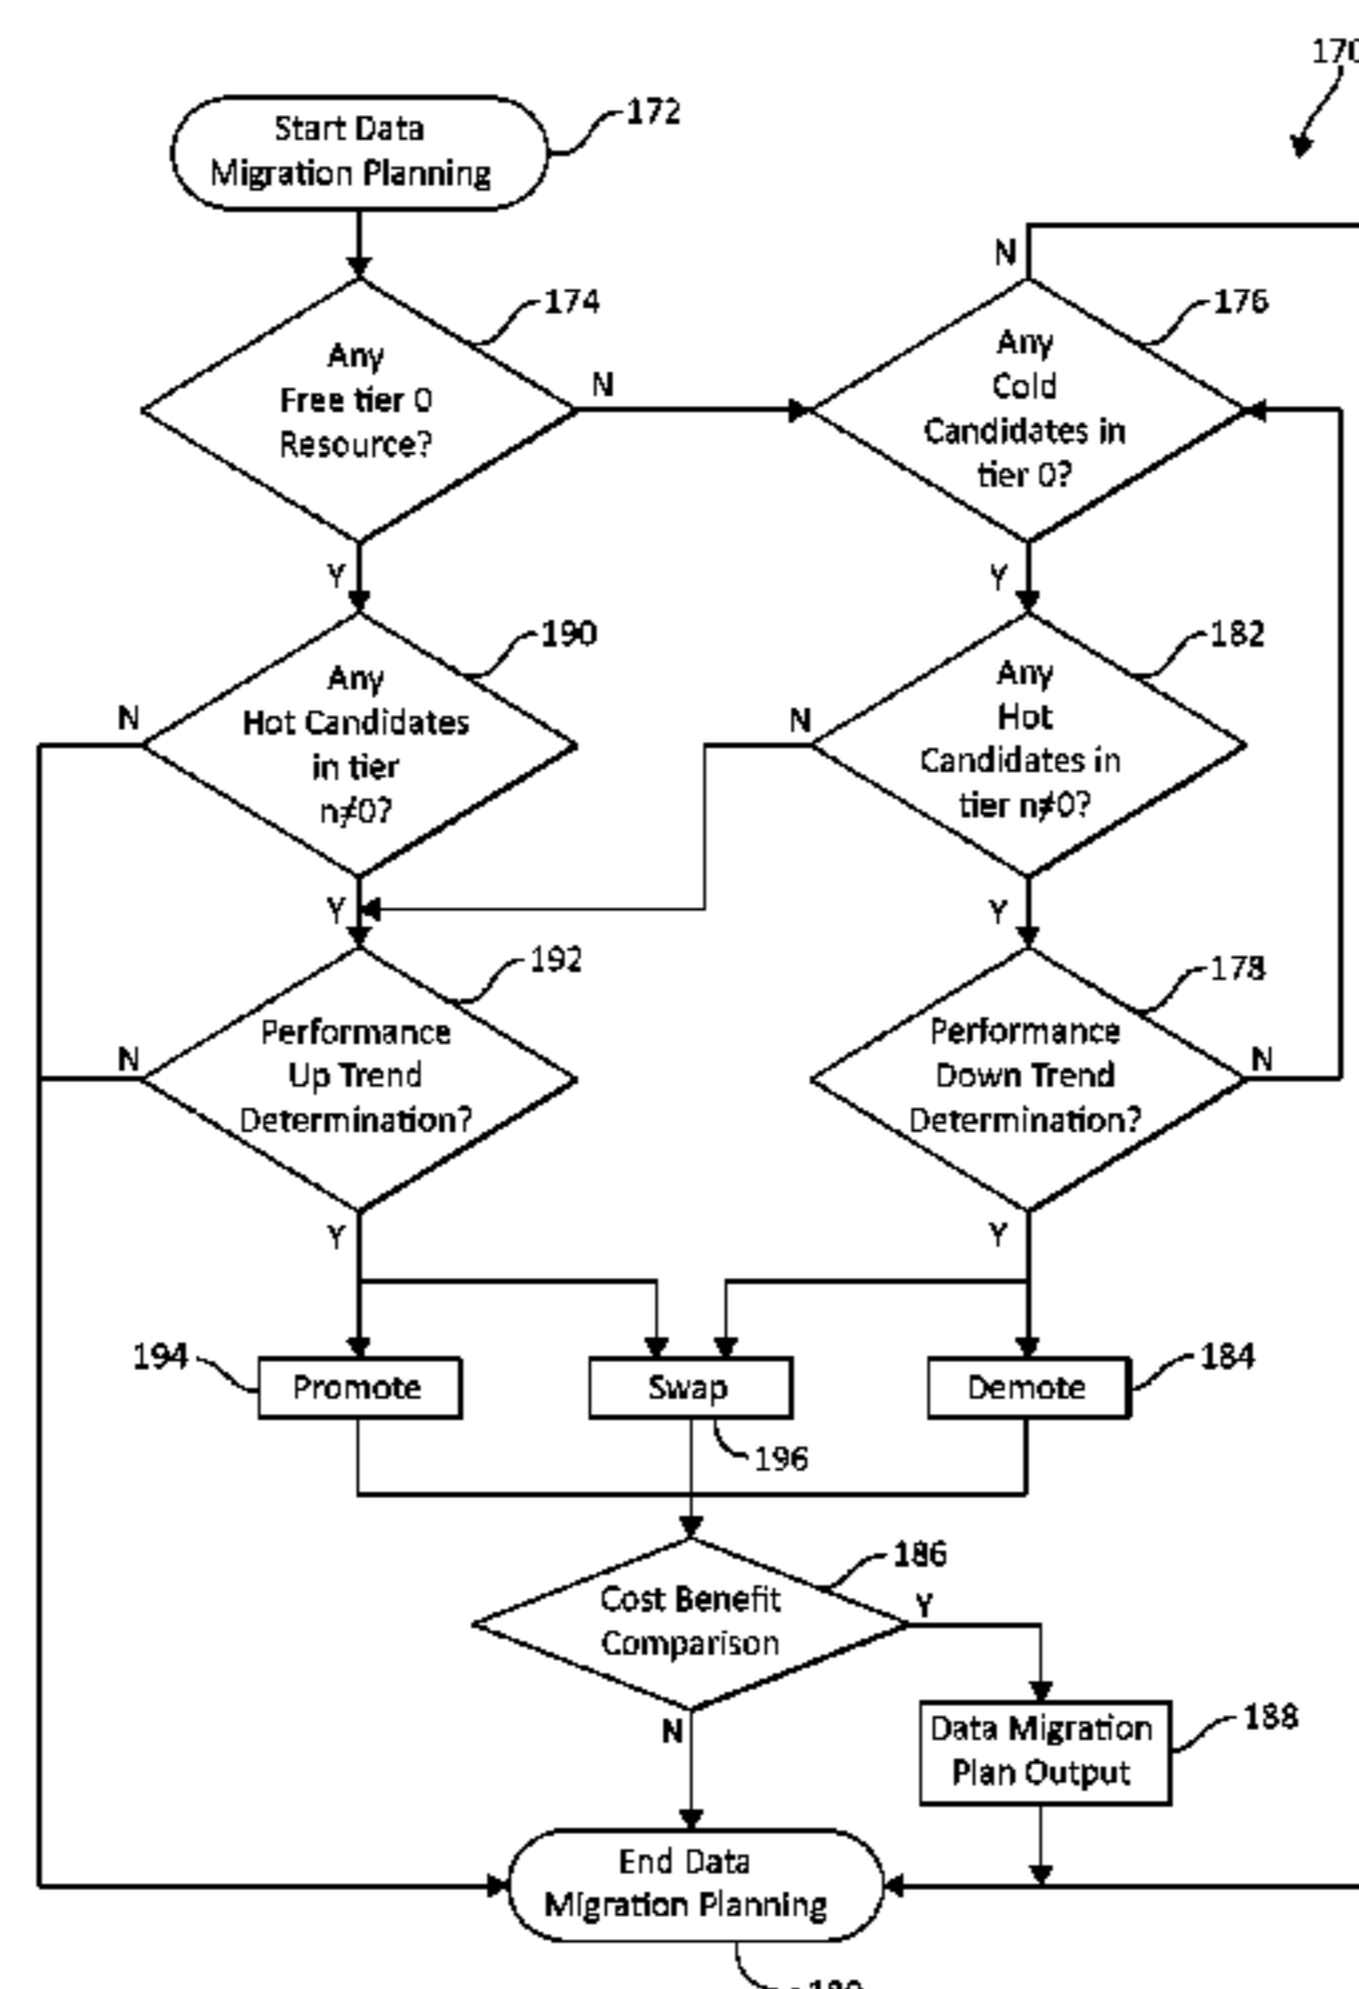 170
Start Data
Migration Planning
172
N
174
176
Any
Free tier 0
Resource?
N
Any
Cold
Candidates in
tier 0?
Y
Y
190
182
Any
Hot Candidates
in tier
n≠0?
N
Any
Hot
Candidates in
tier n≠0?
N
Y
Y
192
178
Performance
Up Trend
Determination?
N
Performance
Down Trend
Determination?
N
Y
Y
194
Promote
Swap
Demote
184
196
186
Cost Benefit
Comparison
Y
N
Data Migration
Plan Output
188
End Data
Migration Planning